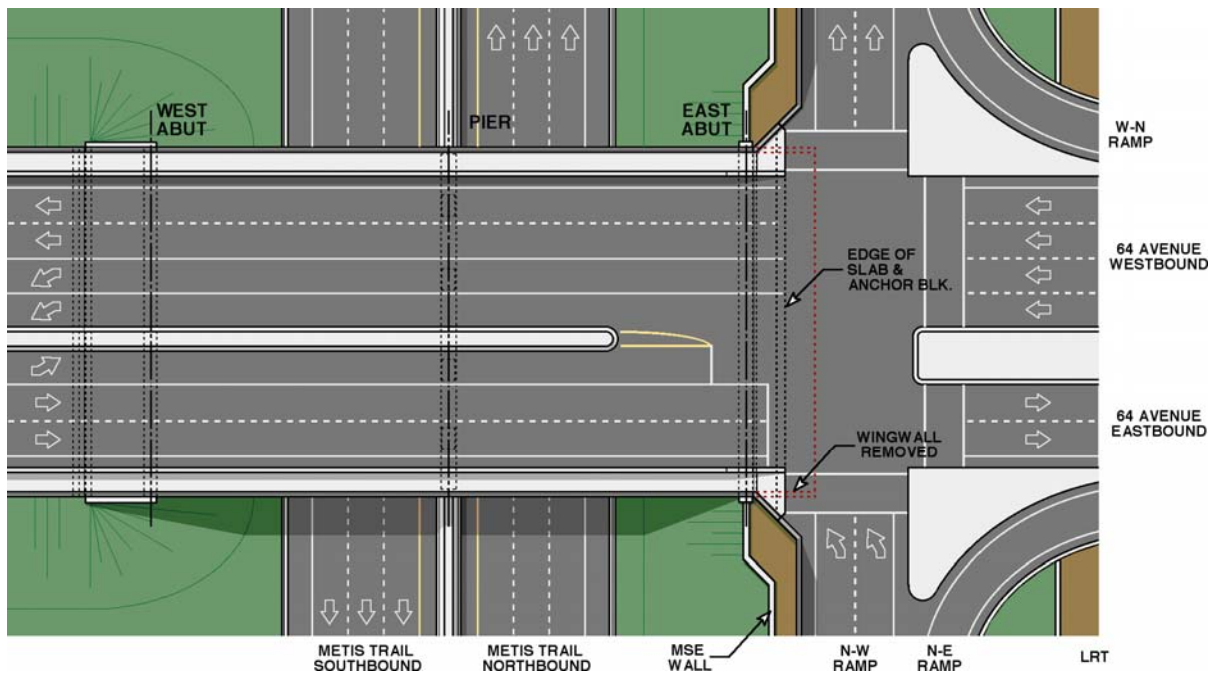 WEST
ABUT
PIER
EAST
ABUT
W-N
RAMP
EDGE OF
SLAB &
ANCHOR BLK.
64 AVENUE
WESTBOUND
WINGWALL
REMOVED
64 AVENUE
EASTBOUND
METIS TRAIL
SOUTHBOUND
METIS TRAIL
NORTHBOUND
MSE
WALL
N-W
RAMP
N-E
RAMP
LRT